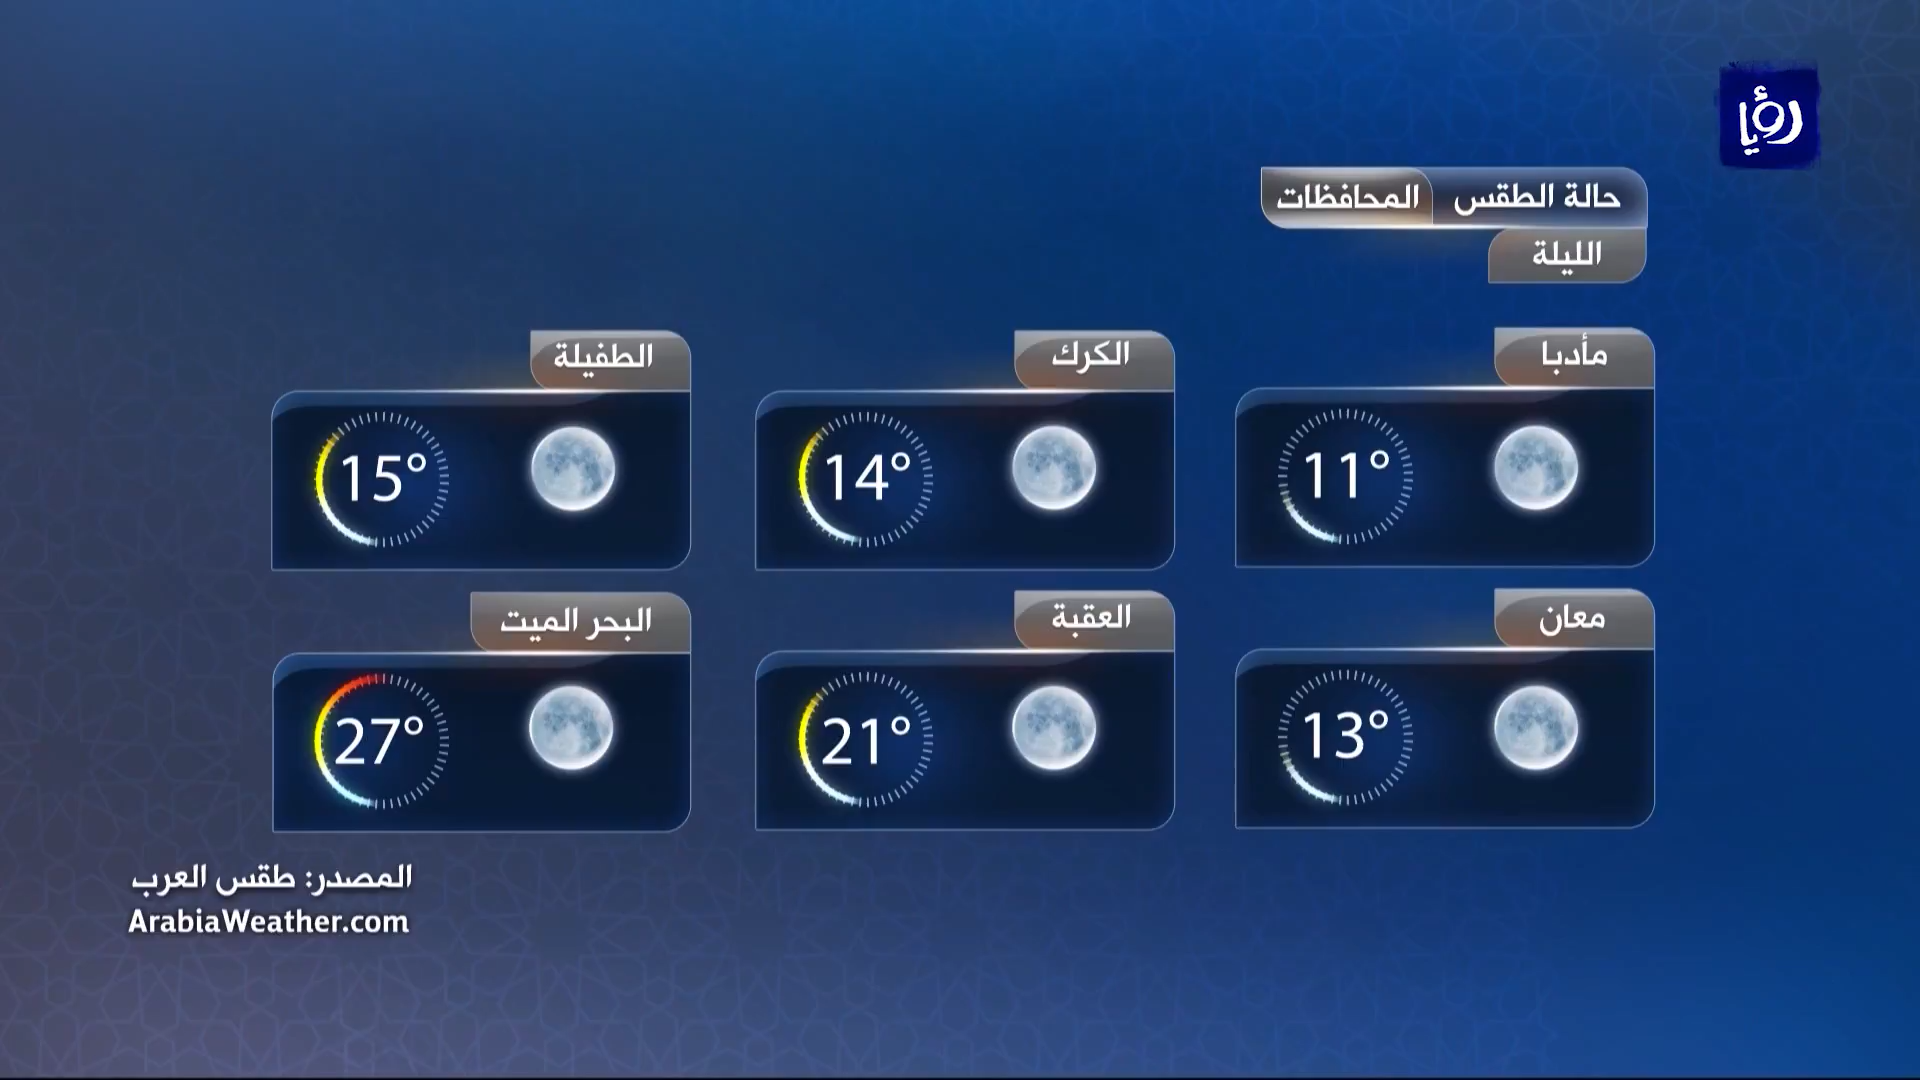 رؤيا
حالة الطقس المحافظات
الليلة
مأدبا
11°
الكرك
14°
الطفيلة
15°
معان
13°
العقبة
21°
البحر الميت
27°
المصدر: طقس العرب
ArabiaWeather.com